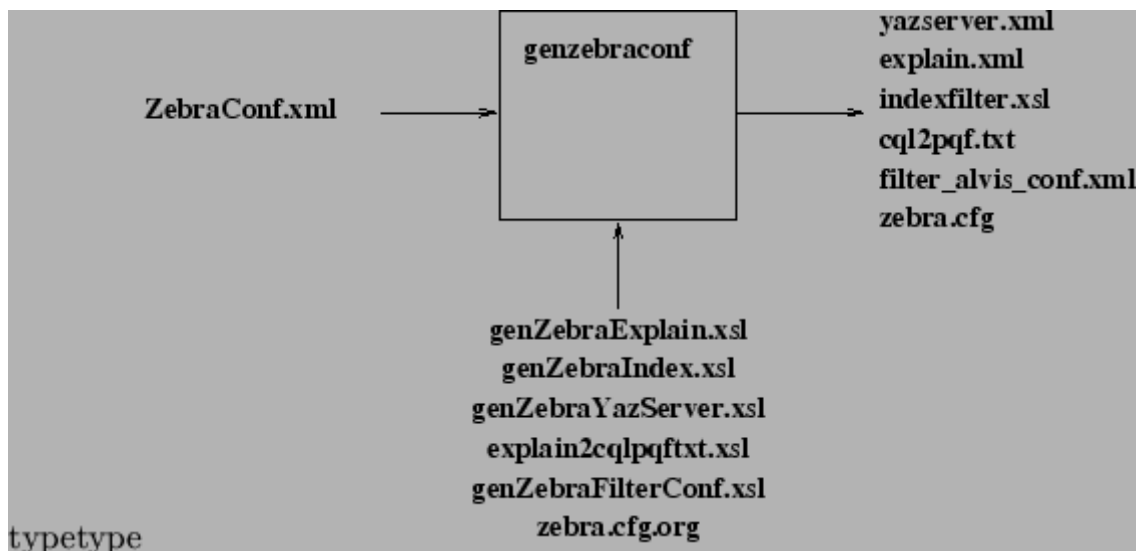 yazserver.xml
genzebraconf
explain.xml
ZebraConf.xml
indexfilter.xsl
cql2pqf.txt
filter_alvis_conf.xml
zebra.cfg
genZebraExplain.xsl
genZebraIndex.xsl
genZebraYazServer.xsl
explain2cqlpqftxt.xsl
genZebraFilterConf.xsl
zebra.cfg.org
typetype